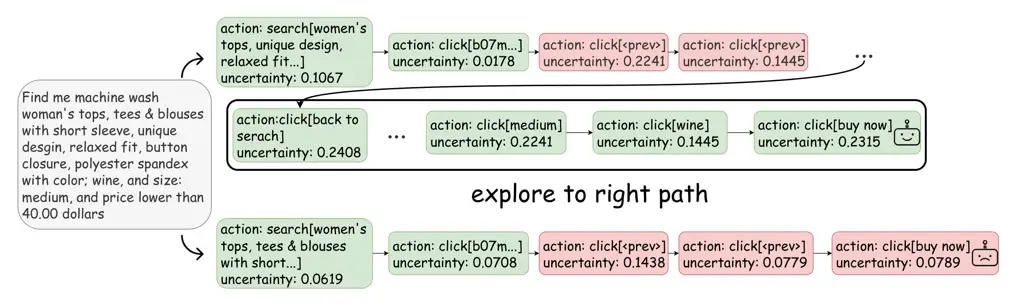 Find me machine wash
woman's tops, tees & blouses
with short sleeve, unique
desgin, relaxed fit, button
closure, polyester spandex
with color; wine, and size:
medium, and price lower than
40.00 dollars
action: search[women's
tops, unique design,
relaxed fit...]
uncertainty: 0.1067
action: click[b07m...]
uncertainty: 0.0178
action: click[<prev>]
uncertainty: 0.2241
action: click[<prev>]
uncertainty: 0.1445
...
action:click[back to
serach]
uncertainty: 0.2408
...
action: click[medium]
uncertainty: 0.2241
action: click[wine]
uncertainty: 0.1445
action: click[buy now]
uncertainty: 0.2315
explore to right path
action: search[women's
tops, tees & blouses
with short...]
uncertainty: 0.0619
action: click[b07m...]
uncertainty: 0.0708
action: click[<prev>]
uncertainty: 0.1438
action: click[<prev>]
uncertainty: 0.0779
action: click[buy now]
uncertainty: 0.0789